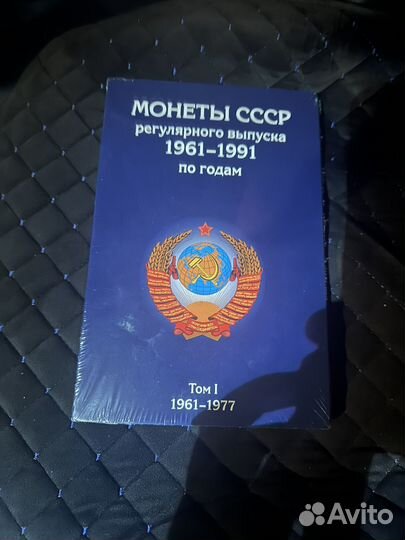 МОНЕТЫ СССР
регулярного выпуска
1961–1991
по годам
Том I
1961–1977
Avito